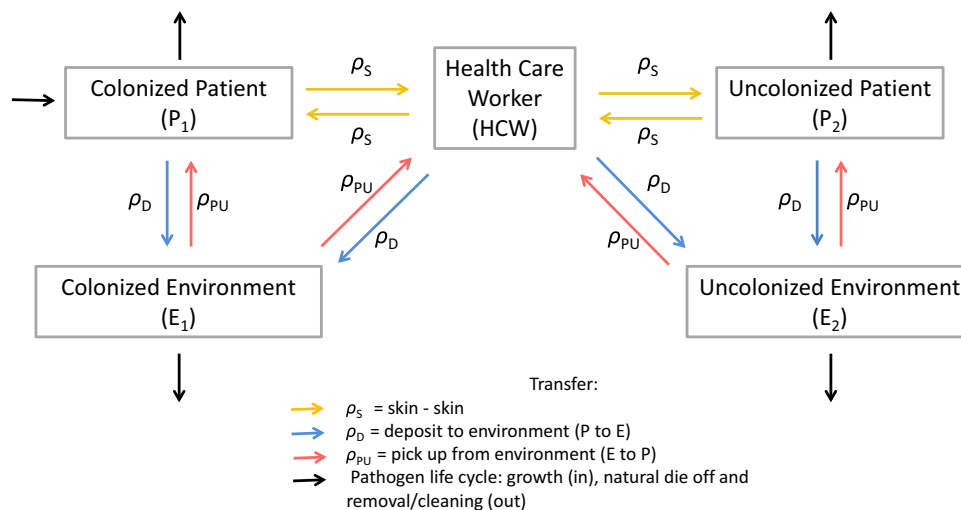 Colonized Patient
(P₁)
ρS
ρS
Health Care
Worker
(HCW)
ρS
ρS
Uncolonized Patient
(P₂)
ρD
ρPU
ρPU
ρD
ρD
ρPU
ρD
ρPU
Colonized Environment
(E₁)
Uncolonized Environment
(E₂)
Transfer:
ρS = skin - skin
ρD = deposit to environment (P to E)
ρPU = pick up from environment (E to P)
Pathogen life cycle: growth (in), natural die off and
removal/cleaning (out)